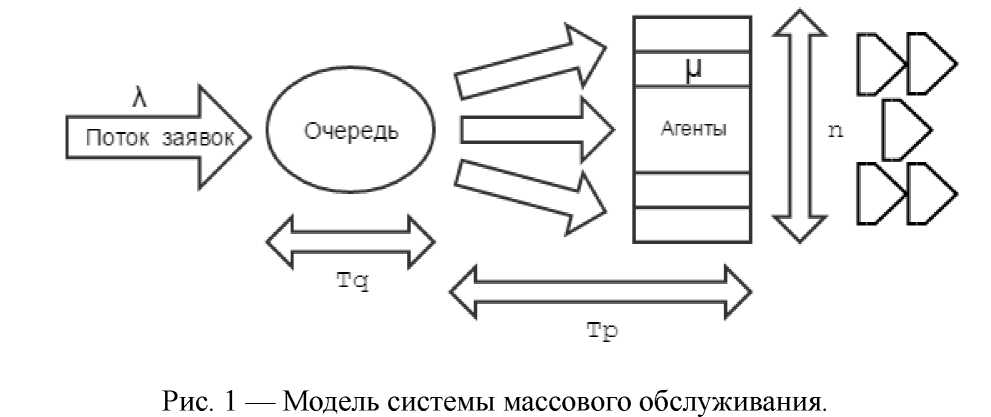 λ
Поток заявок
Очередь
μ
Агенты
n
Tq
Tp
Рис. 1 — Модель системы массового обслуживания.